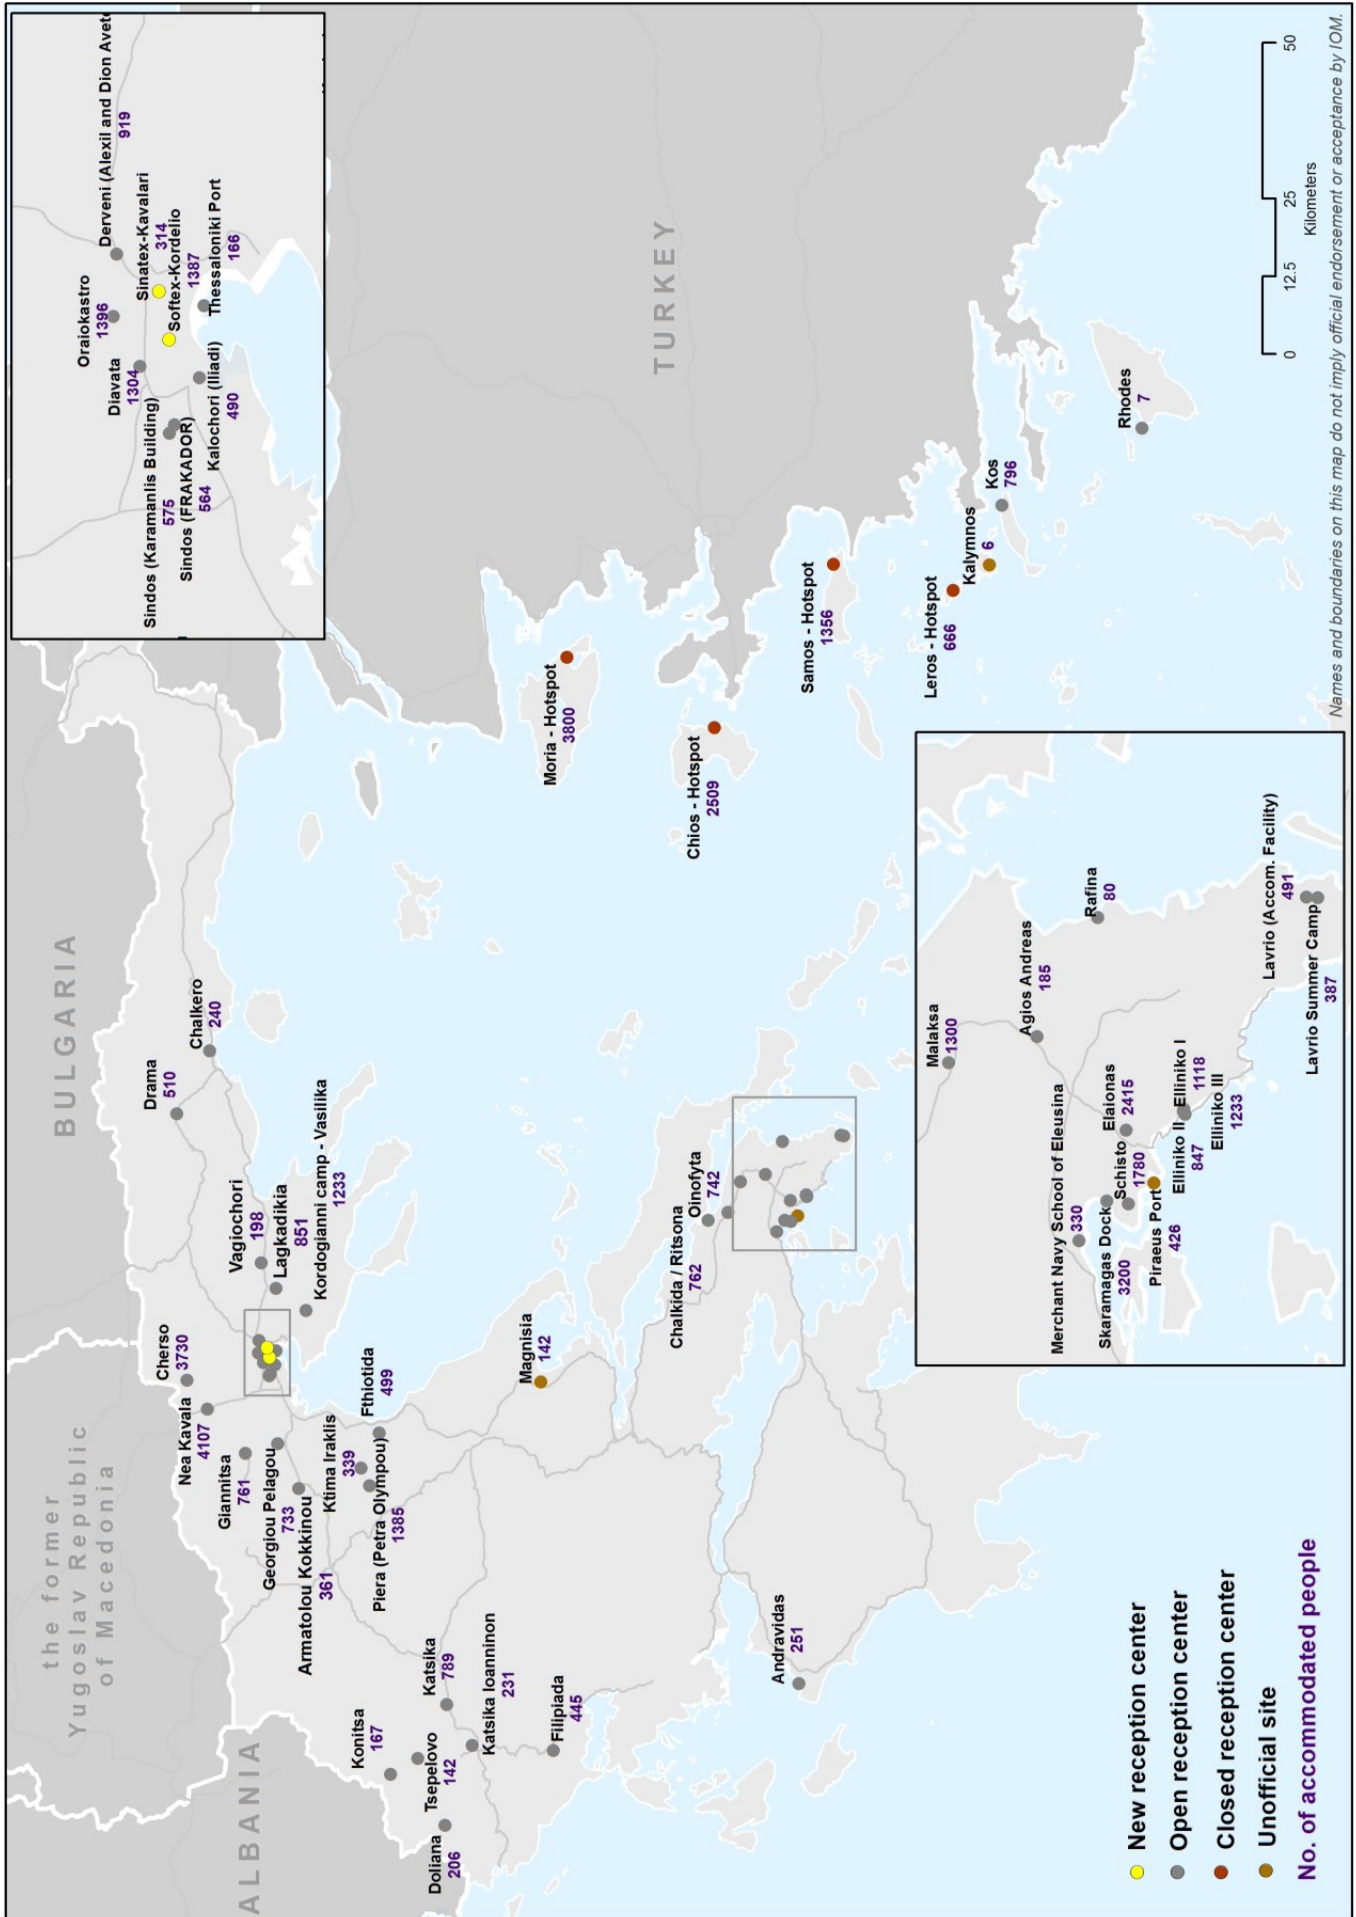 the former
Yugoslav Republic
of Macedonia
BULGARIA
ALBANIA
TURKEY
Konitsa
167
Tsepelovo
142
Doliana
206
Katsika
789
Katsika Ioanninon
231
Filipiada
445
Andravidas
251
Cherso
3730
Nea Kavala
4107
Giannitsa
761
Georgiou Pelagou
733
Armatolou Kokkinou
361
Ktima Iraklis
339
Piera (Petra Olympou)
1385
Fthiotida
499
Magnisia
142
Drama
510
Chalkero
240
Vagiochori
198
Lagkadikia
851
Kordogianni camp - Vasilika
1233
Chalkida / Ritsona
762
Oinofyta
742
Moria - Hotspot
3800
Chios - Hotspot
2509
Samos - Hotspot
1356
Leros - Hotspot
666
Kalymnos
6
Kos
796
Rhodes
7
Derveni (Alexil and Dion Avete
919
Oraiokastro
1396
Sinatex-Kavalari
314
Softex-Kordelio
1387
Thessaloniki Port
166
Diavata
1304
Kalochori (Iliadi)
490
Sindos (Karamanlis Building)
575
Sindos (FRAKADOR)
564
Malaksa
1300
Agios Andreas
185
Rafina
80
Merchant Navy School of Eleusina
330
Skaramagas Dock
3200
Schisto
1780
Elaionas
2415
Piraeus Port
426
Elliniko I
1118
Elliniko II
847
Elliniko III
1233
Lavrio (Accom. Facility)
491
Lavrio Summer Camp
387
New reception center
Open reception center
Closed reception center
Unofficial site
No. of accommodated people
0 12.5 25 50
Kilometers
Names and boundaries on this map do not imply official endorsement or acceptance by IOM.